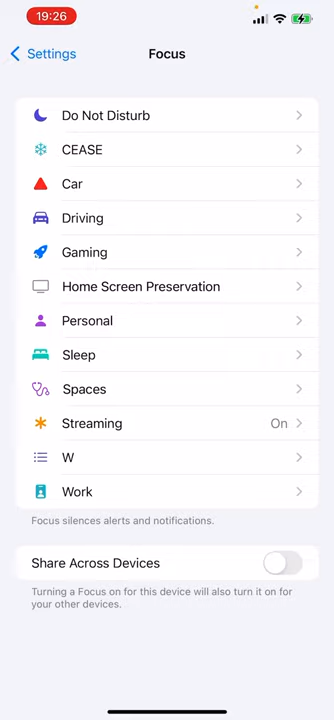 19:26
Settings
Focus
Do Not Disturb
CEASE
Car
Driving
Gaming
Home Screen Preservation
Personal
Sleep
Spaces
Streaming On
W
Work
Focus silences alerts and notifications.
Share Across Devices
Turning a Focus on for this device will also turn it on for
your other devices.